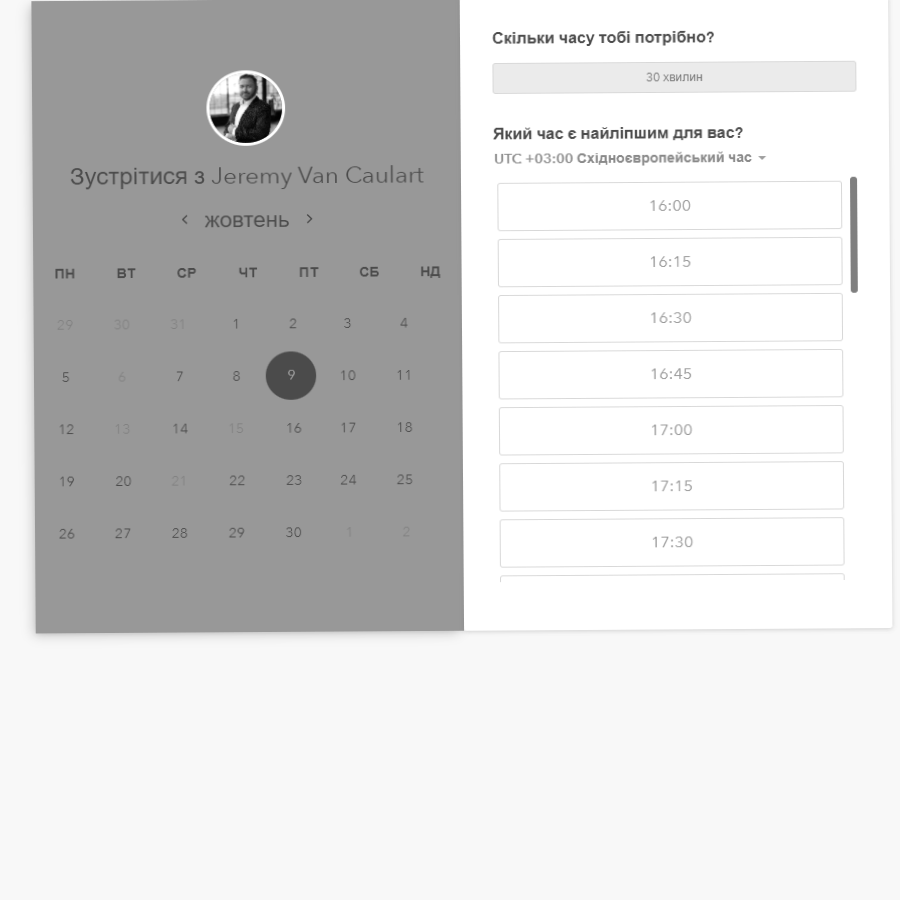 Зустрітися з Jeremy Van Caulart
жовтень
ПН ВТ СР ЧТ ПТ СБ НД
29 30 31 1 2 3 4
5 6 7 8 9 10 11
12 13 14 15 16 17 18
19 20 21 22 23 24 25
26 27 28 29 30 1 2
Скільки часу тобі потрібно?
30 хвилин
Який час є найліпшим для вас?
UTC +03:00 Східноєвропейський час
16:00
16:15
16:30
16:45
17:00
17:15
17:30